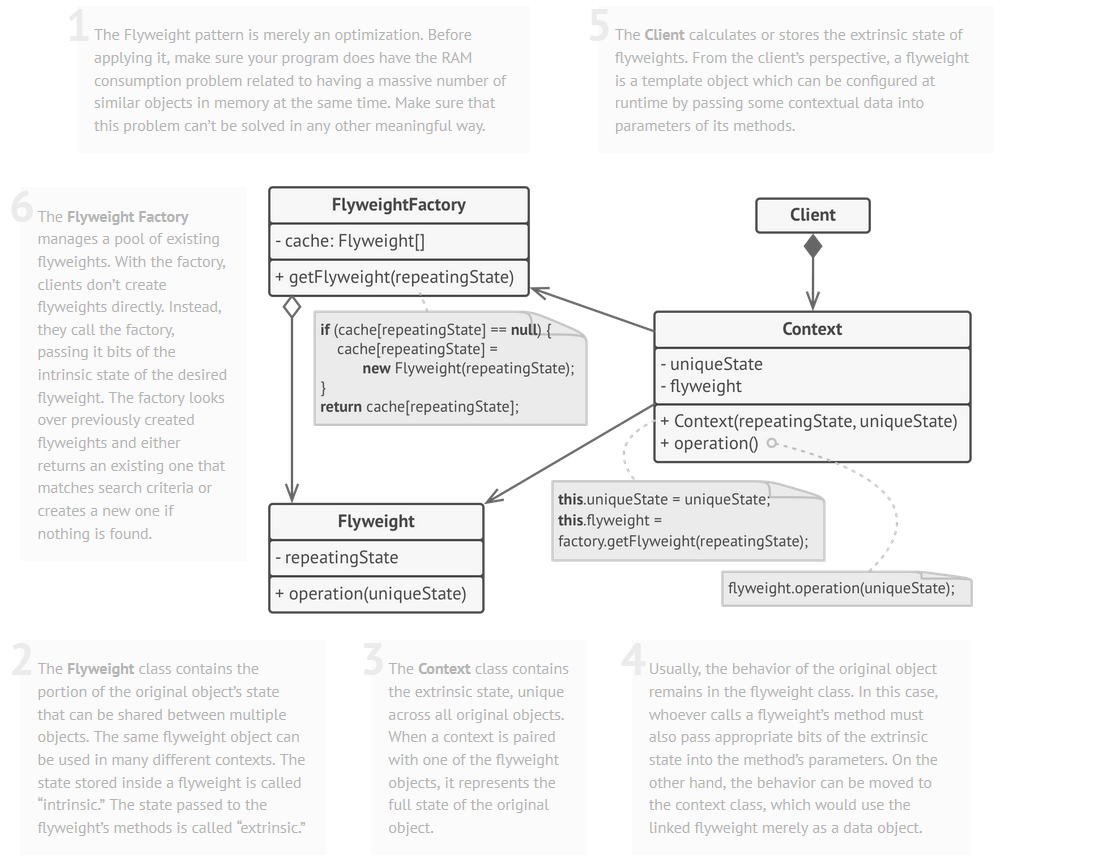 1
The Flyweight pattern is merely an optimization. Before
applying it, make sure your program does have the RAM
consumption problem related to having a massive number of
similar objects in memory at the same time. Make sure that
this problem can’t be solved in any other meaningful way.
5
The Client calculates or stores the extrinsic state of
flyweights. From the client’s perspective, a flyweight
is a template object which can be configured at
runtime by passing some contextual data into
parameters of its methods.
6
The Flyweight Factory
manages a pool of existing
flyweights. With the factory,
clients don’t create
flyweights directly. Instead,
they call the factory,
passing it bits of the
intrinsic state of the desired
flyweight. The factory looks
over previously created
flyweights and either
returns an existing one that
matches search criteria or
creates a new one if
nothing is found.
FlyweightFactory
- cache: Flyweight[]
+ getFlyweight(repeatingState)
if (cache[repeatingState] == null) {
cache[repeatingState] =
new Flyweight(repeatingState);
}
return cache[repeatingState];
Client
Context
- uniqueState
- flyweight
+ Context(repeatingState, uniqueState)
+ operation()
this.uniqueState = uniqueState;
this.flyweight =
factory.getFlyweight(repeatingState);
flyweight.operation(uniqueState);
Flyweight
- repeatingState
+ operation(uniqueState)
2
The Flyweight class contains the
portion of the original object’s state
that can be shared between multiple
objects. The same flyweight object can
be used in many different contexts. The
state stored inside a flyweight is called
“intrinsic.” The state passed to the
flyweight’s methods is called “extrinsic.”
3
The Context class contains
the extrinsic state, unique
across all original objects.
When a context is paired
with one of the flyweight
objects, it represents the
full state of the original
object.
4
Usually, the behavior of the original object
remains in the flyweight class. In this case,
whoever calls a flyweight’s method must
also pass appropriate bits of the extrinsic
state into the method’s parameters. On the
other hand, the behavior can be moved to
the context class, which would use the
linked flyweight merely as a data object.